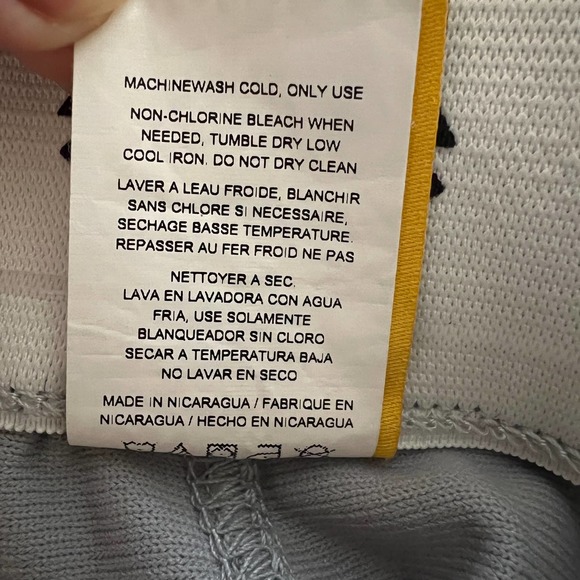 MACHINEWASH COLD, ONLY USE
NON-CHLORINE BLEACH WHEN
NEEDED, TUMBLE DRY LOW
COOL IRON. DO NOT DRY CLEAN
LAVER A LEAU FROIDE, BLANCHIR
SANS CHLORE SI NECESSAIRE,
SECHAGE BASSE TEMPERATURE.
REPASSER AU FER FROID NE PAS
NETTOYER A SEC.
LAVA EN LAVADORA CON AGUA
FRIA, USE SOLAMENTE
BLANQUEADOR SIN CLORO
SECAR A TEMPERATURA BAJA
NO LAVAR EN SECO
MADE IN NICARAGUA / FABRIQUE EN
NICARAGUA / HECHO EN NICARAGUA